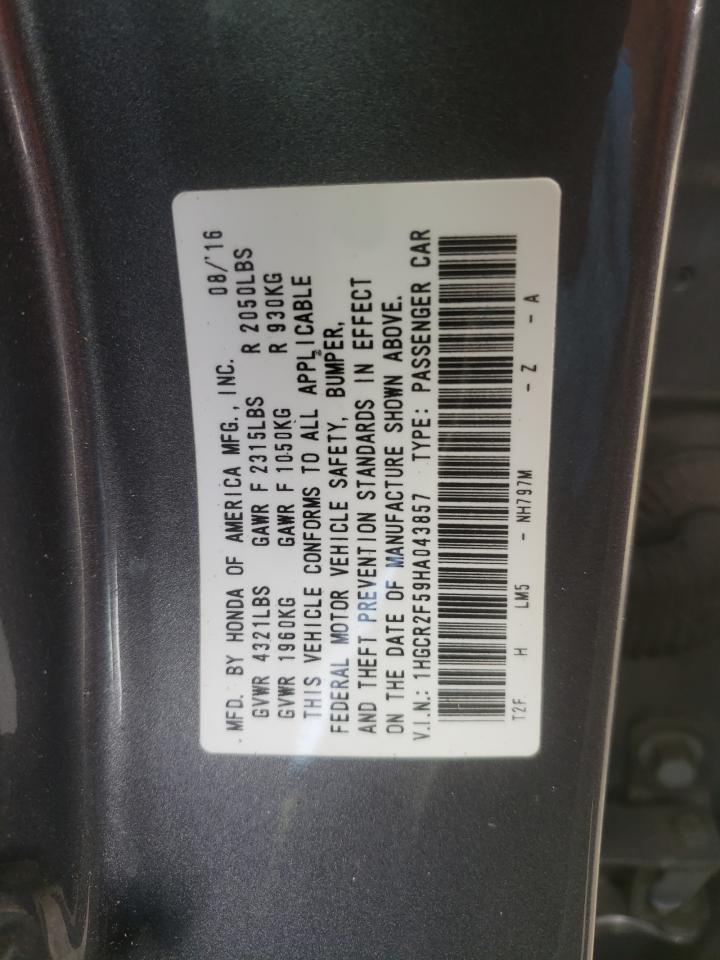 MFD. BY HONDA OF AMERICA MFG., INC. 08/'16
GVWR 4321LBS GAWR F 2315LBS R 2050LBS
GVWR 1960KG GAWR F 1050KG R 930KG
THIS VEHICLE CONFORMS TO ALL APPLICABLE
FEDERAL MOTOR VEHICLE SAFETY, BUMPER,
AND THEFT PREVENTION STANDARDS IN EFFECT
ON THE DATE OF MANUFACTURE SHOWN ABOVE.
V.I.N.: 1HGCR2F59HA043857 TYPE: PASSENGER CAR
T2F H LM5 - NH797M - Z - A